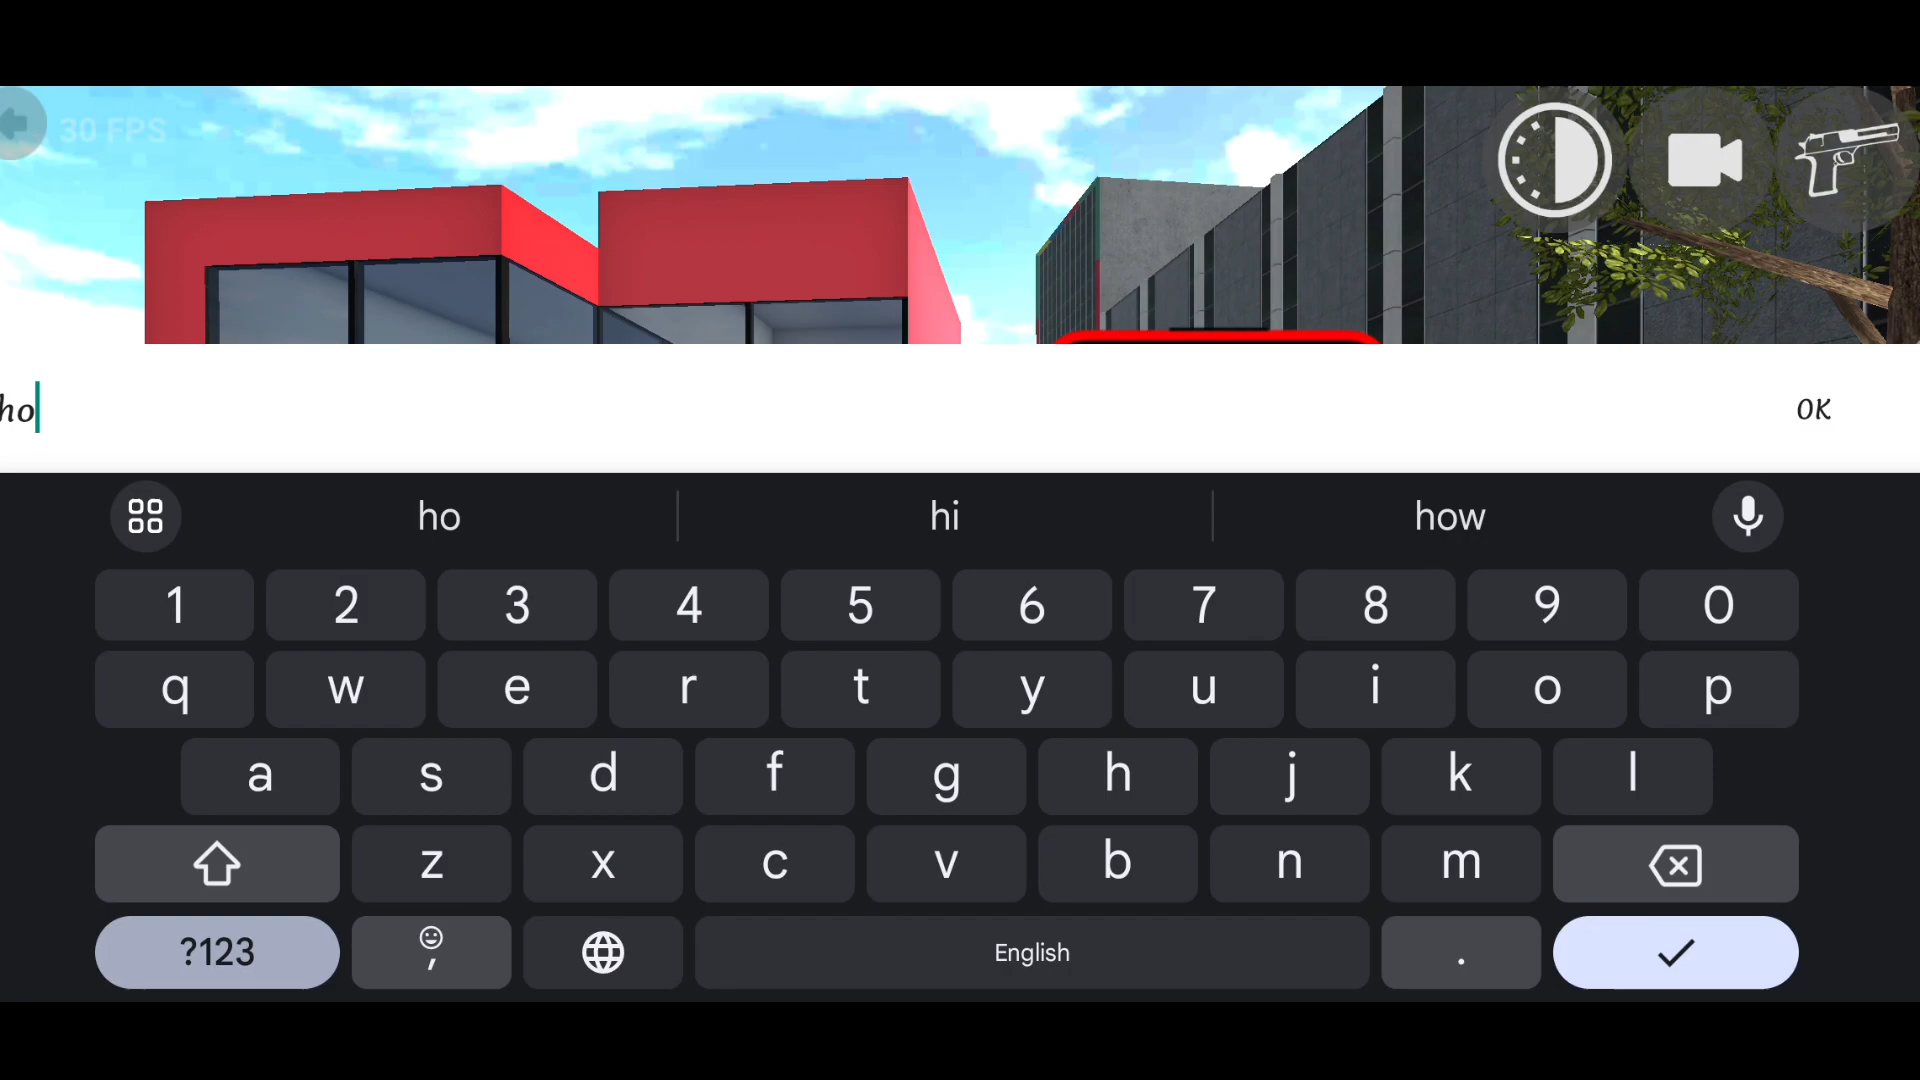 30 FPS
ho
OK
ho hi how
1 2 3 4 5 6 7 8 9 0
q w e r t y u i o p
a s d f g h j k l
z x c v b n m
?123 , English .